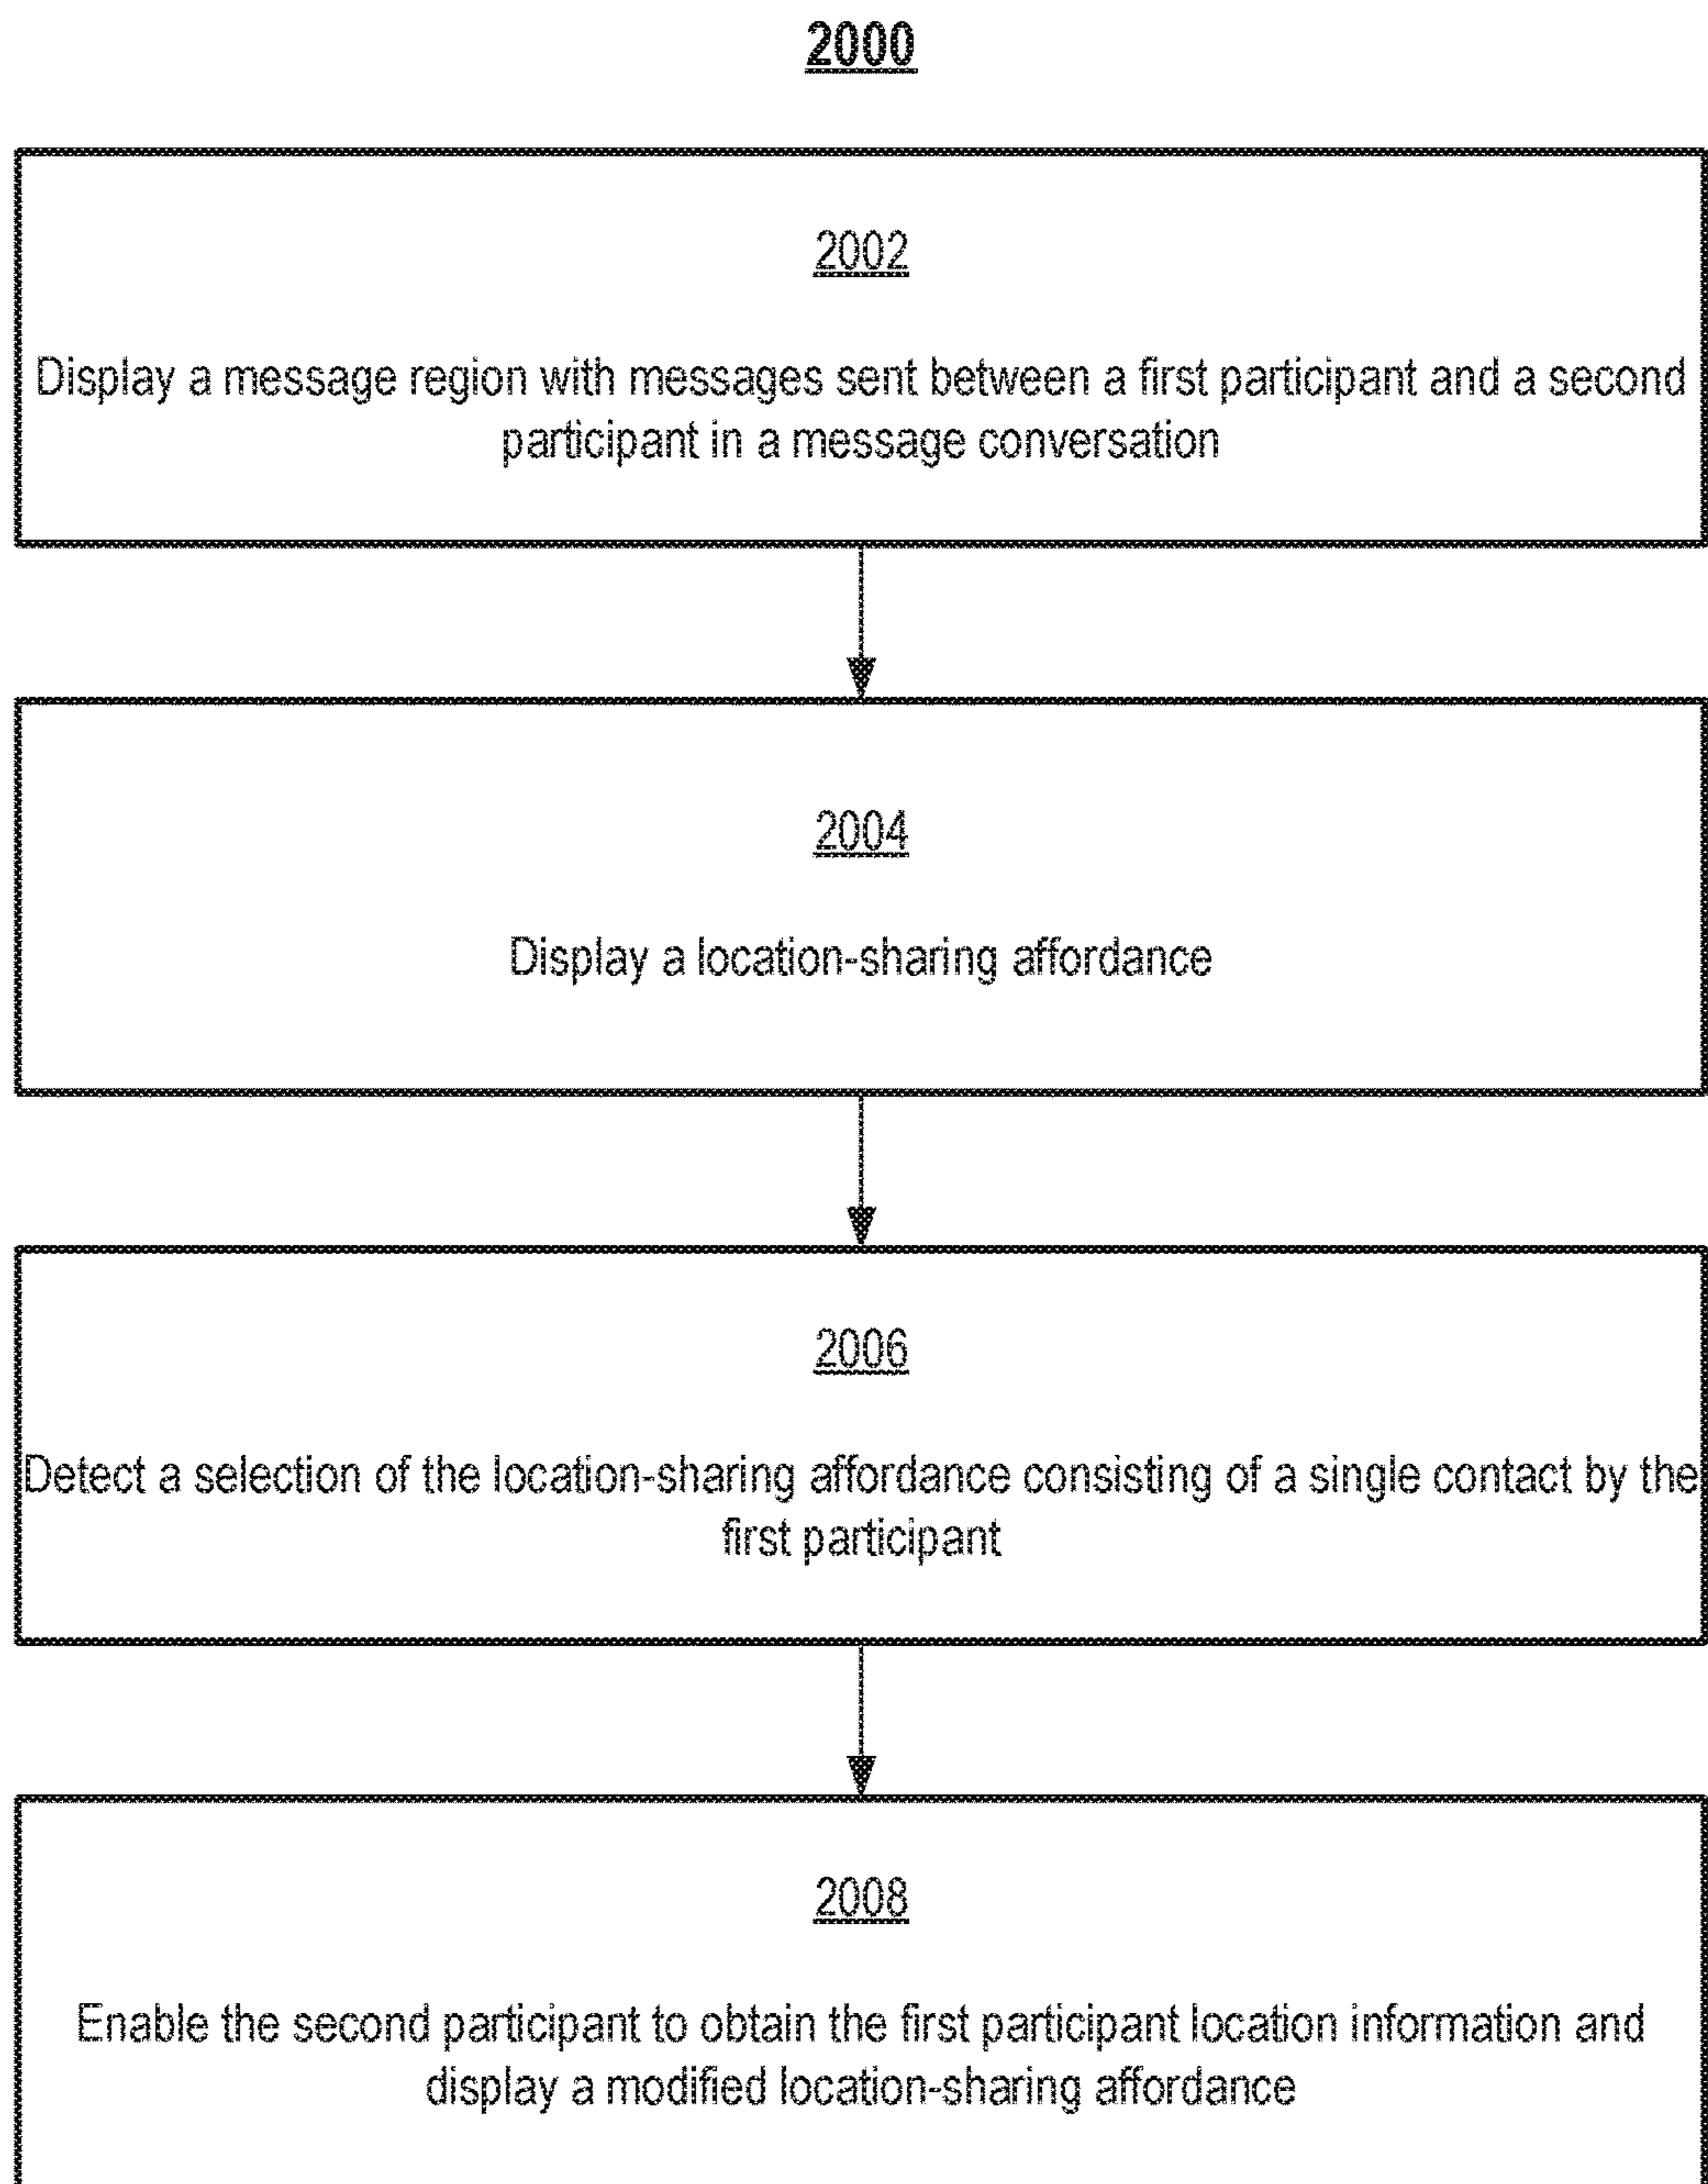 2000
2002
Display a message region with messages sent between a first participant and a second
participant in a message conversation
2004
Display a location-sharing affordance
2006
Detect a selection of the location-sharing affordance consisting of a single contact by the
first participant
2008
Enable the second participant to obtain the first participant location information and
display a modified location-sharing affordance